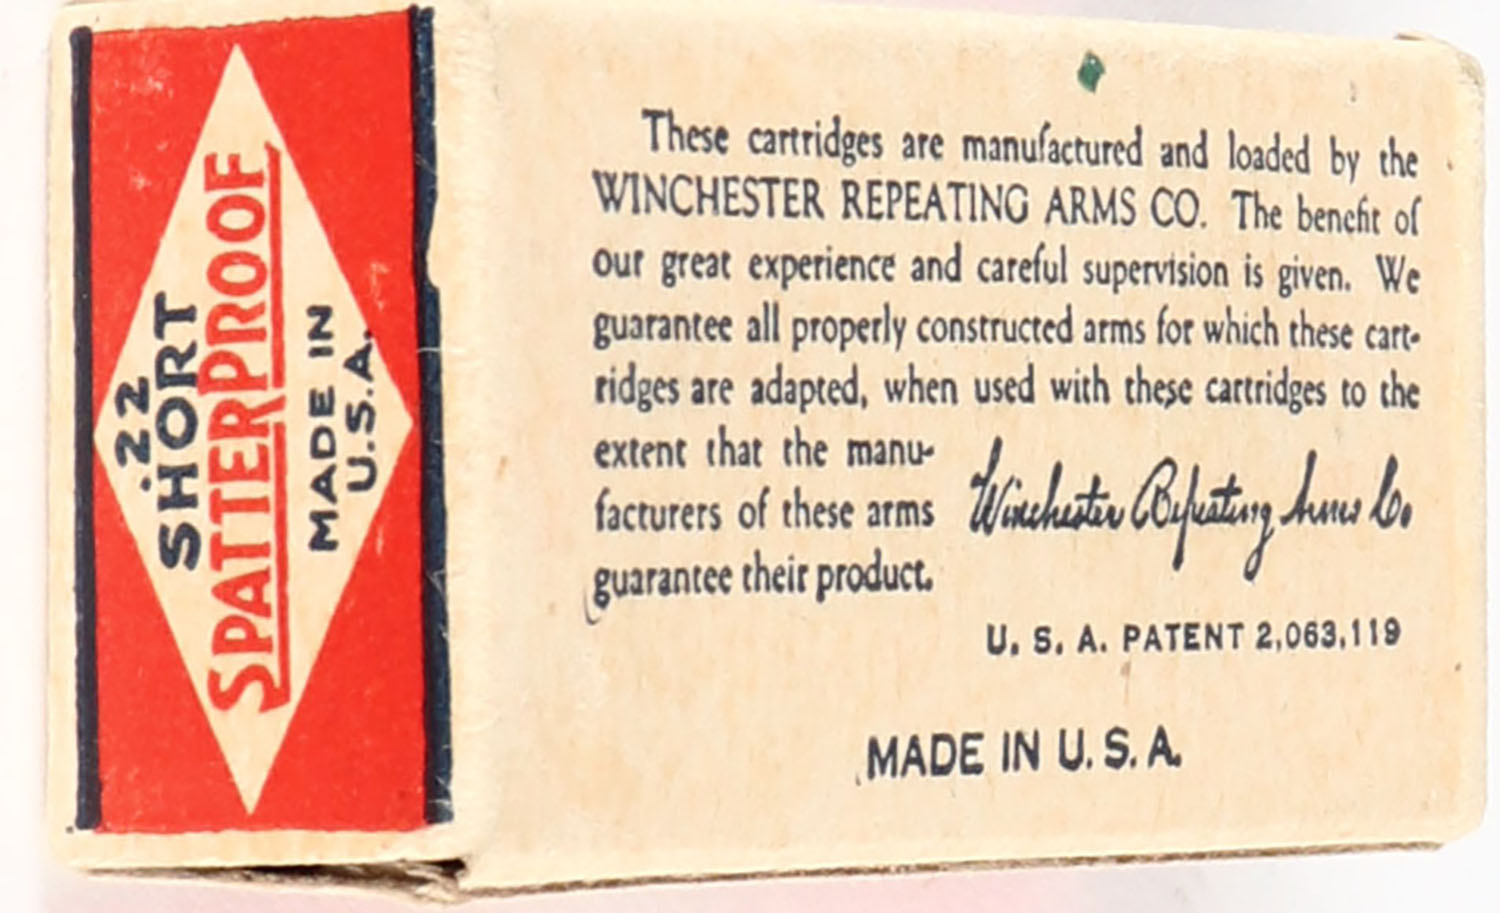 .22
SHORT
SPATTERPROOF
MADE IN
U.S.A.
These cartridges are manufactured and loaded by the
WINCHESTER REPEATING ARMS CO. The benefit of
our great experience and careful supervision is given. We
guarantee all properly constructed arms for which these cart-
ridges are adapted, when used with these cartridges to the
extent that the manu-
facturers of these arms
guarantee their product.
Winchester Repeating Arms Co.
U. S. A. PATENT 2,063,119
MADE IN U. S. A.